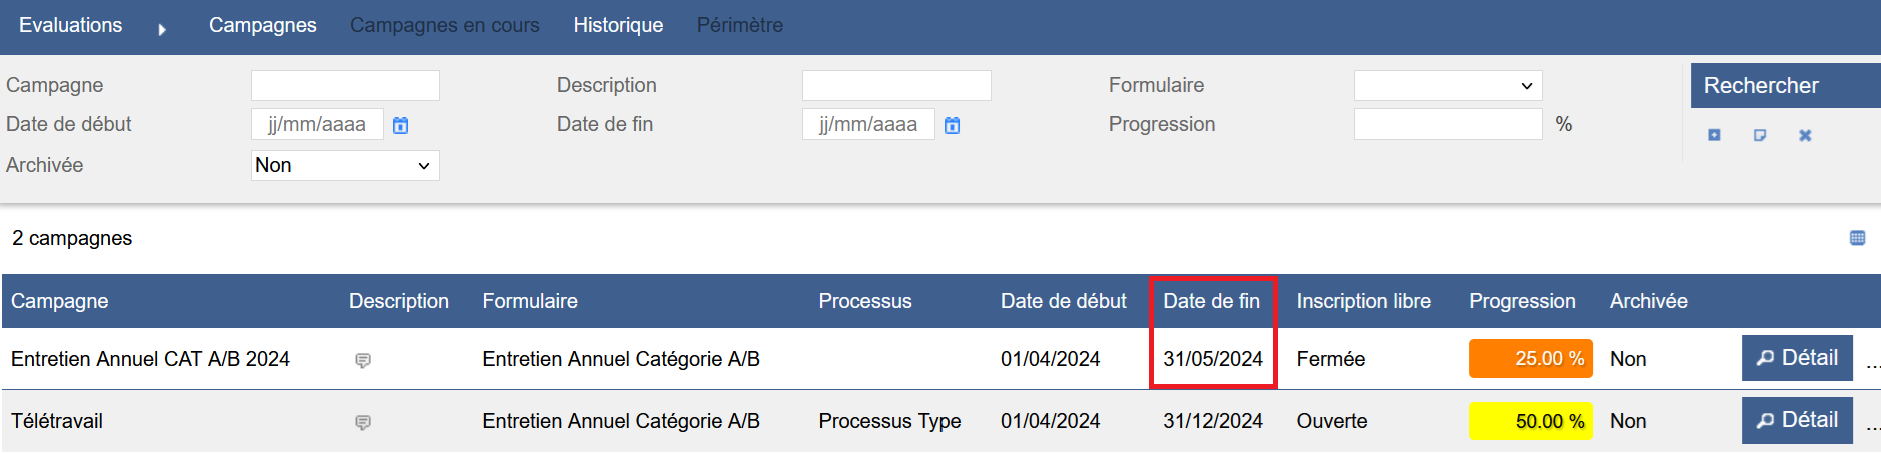 Evaluations Campagnes Campagnes en cours Historique Périmètre
Campagne Description Formulaire Rechercher
Date de début jj/mm/aaaa Date de fin jj/mm/aaaa Progression %
Archivée Non
2 campagnes
Campagne Description Formulaire Processus Date de début Date de fin Inscription libre Progression Archivée
Entretien Annuel CAT A/B 2024 Entretien Annuel Catégorie A/B 01/04/2024 31/05/2024 Fermée 25.00 % Non Détail ...
Télétravail Entretien Annuel Catégorie A/B Processus Type 01/04/2024 31/12/2024 Ouverte 50.00 % Non Détail ...